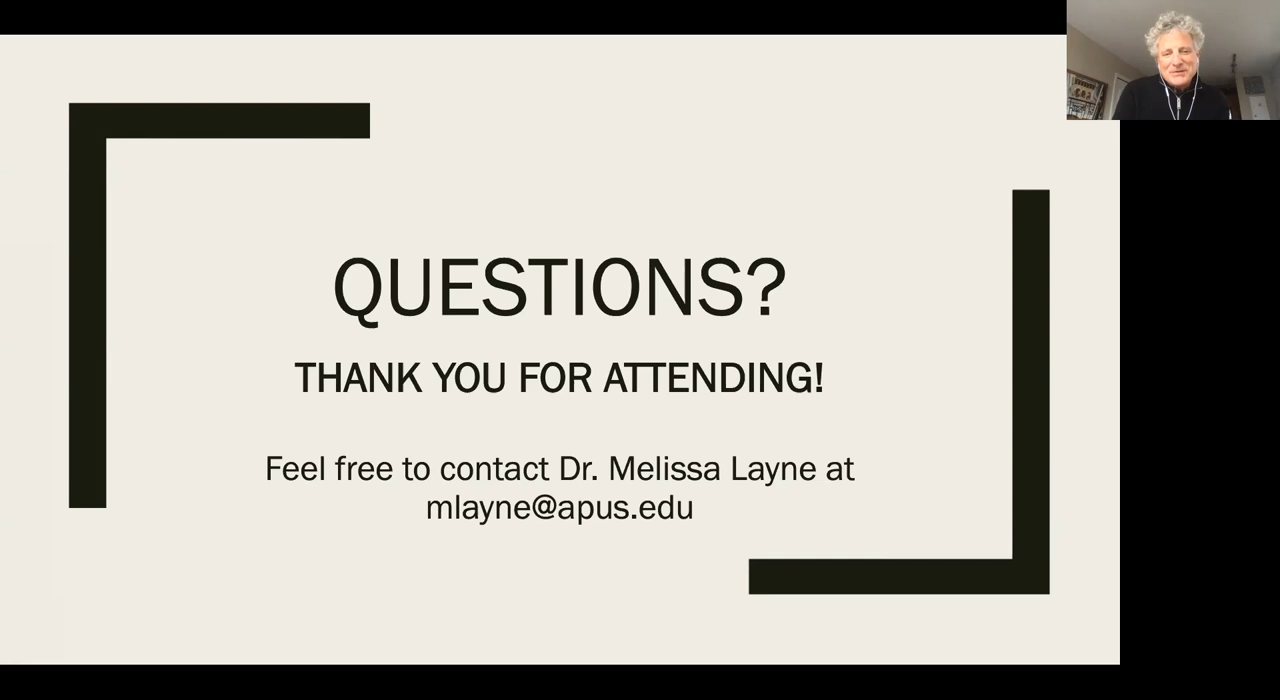 QUESTIONS?
THANK YOU FOR ATTENDING!
Feel free to contact Dr. Melissa Layne at
mlayne@apus.edu